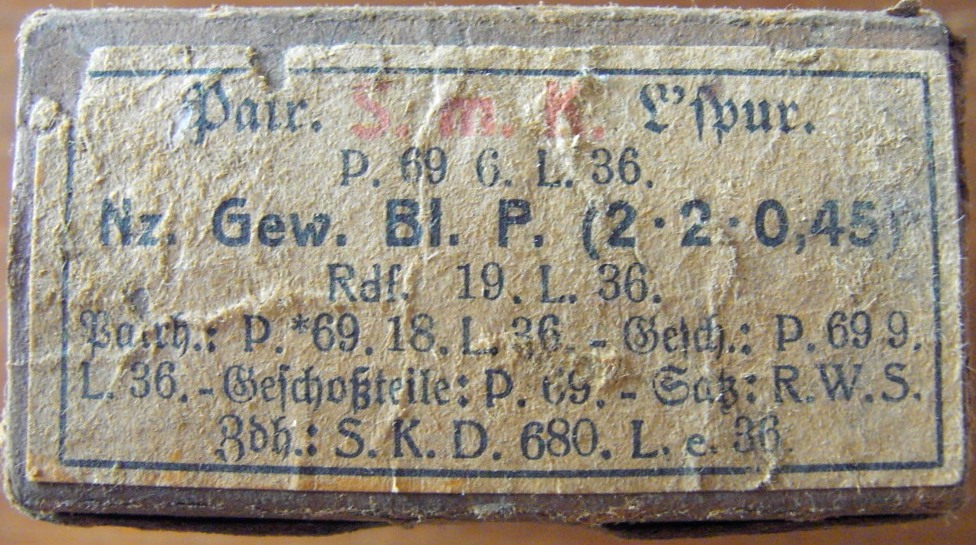 Patr. S. m. K. L'spur.
P. 69 6. L. 36.
Nz. Gew. Bl. P. (2·2·0,45)
Rdf. 19. L. 36.
Patrh.: P. *69. 18. L. 36. - Gesch.: P. 69 9.
L. 36. - Geschoßteile: P. 69. - Satz: R.W.S.
Zdh.: S. K. D. 680. L. e. 36.